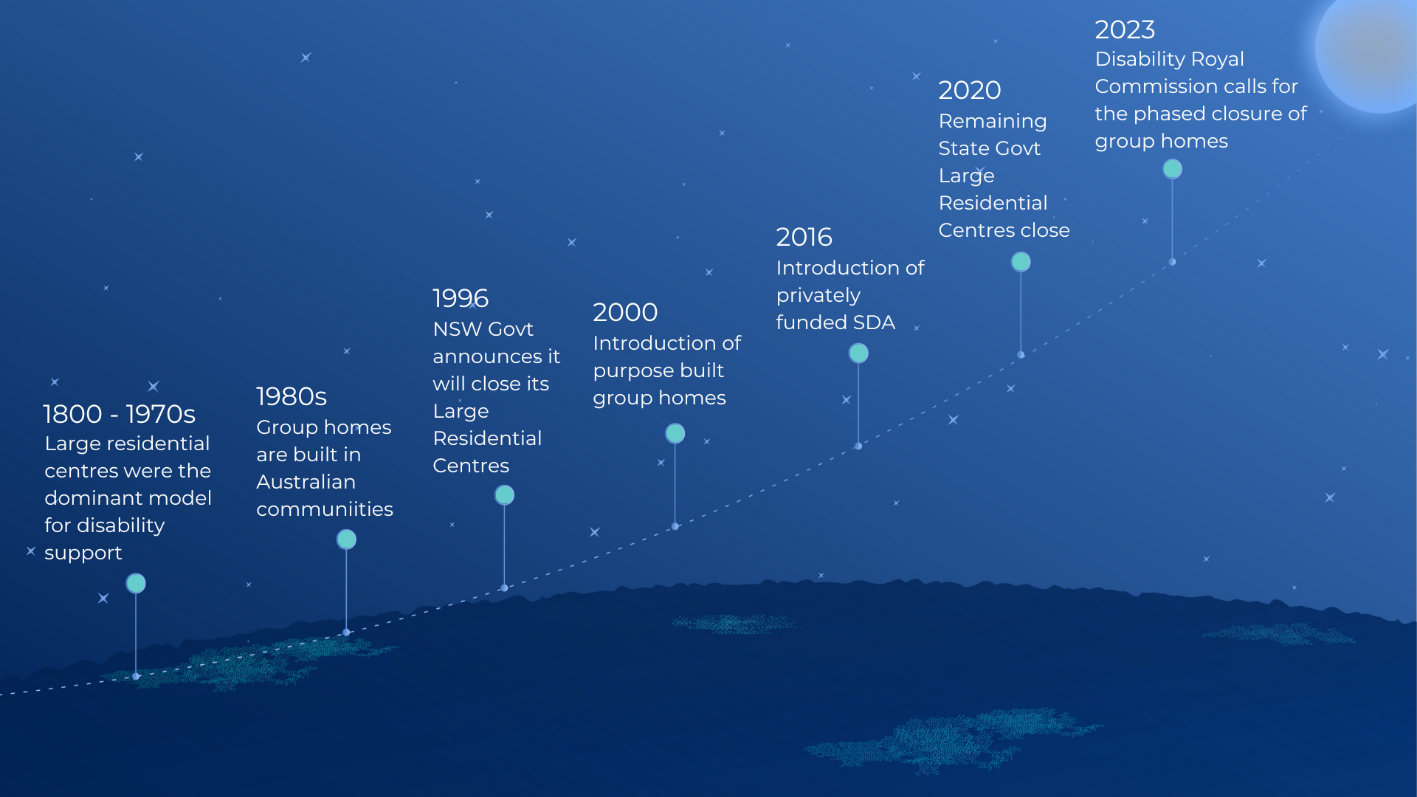 1800 - 1970s
Large residential
centres were the
dominant model
for disability
support
1980s
Group homes
are built in
Australian
communiities
1996
NSW Govt
announces it
will close its
Large
Residential
Centres
2000
Introduction of
purpose built
group homes
2016
Introduction of
privately
funded SDA
2020
Remaining
State Govt
Large
Residential
Centres close
2023
Disability Royal
Commission calls for
the phased closure of
group homes